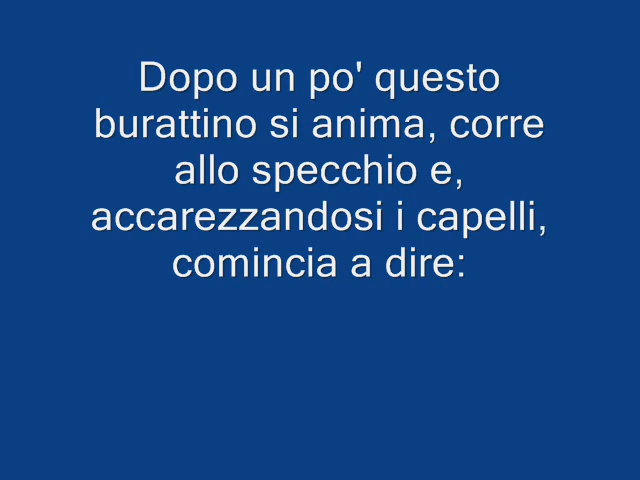 Dopo un po' questo
burattino si anima, corre
allo specchio e,
accarezzandosi i capelli,
comincia a dire: